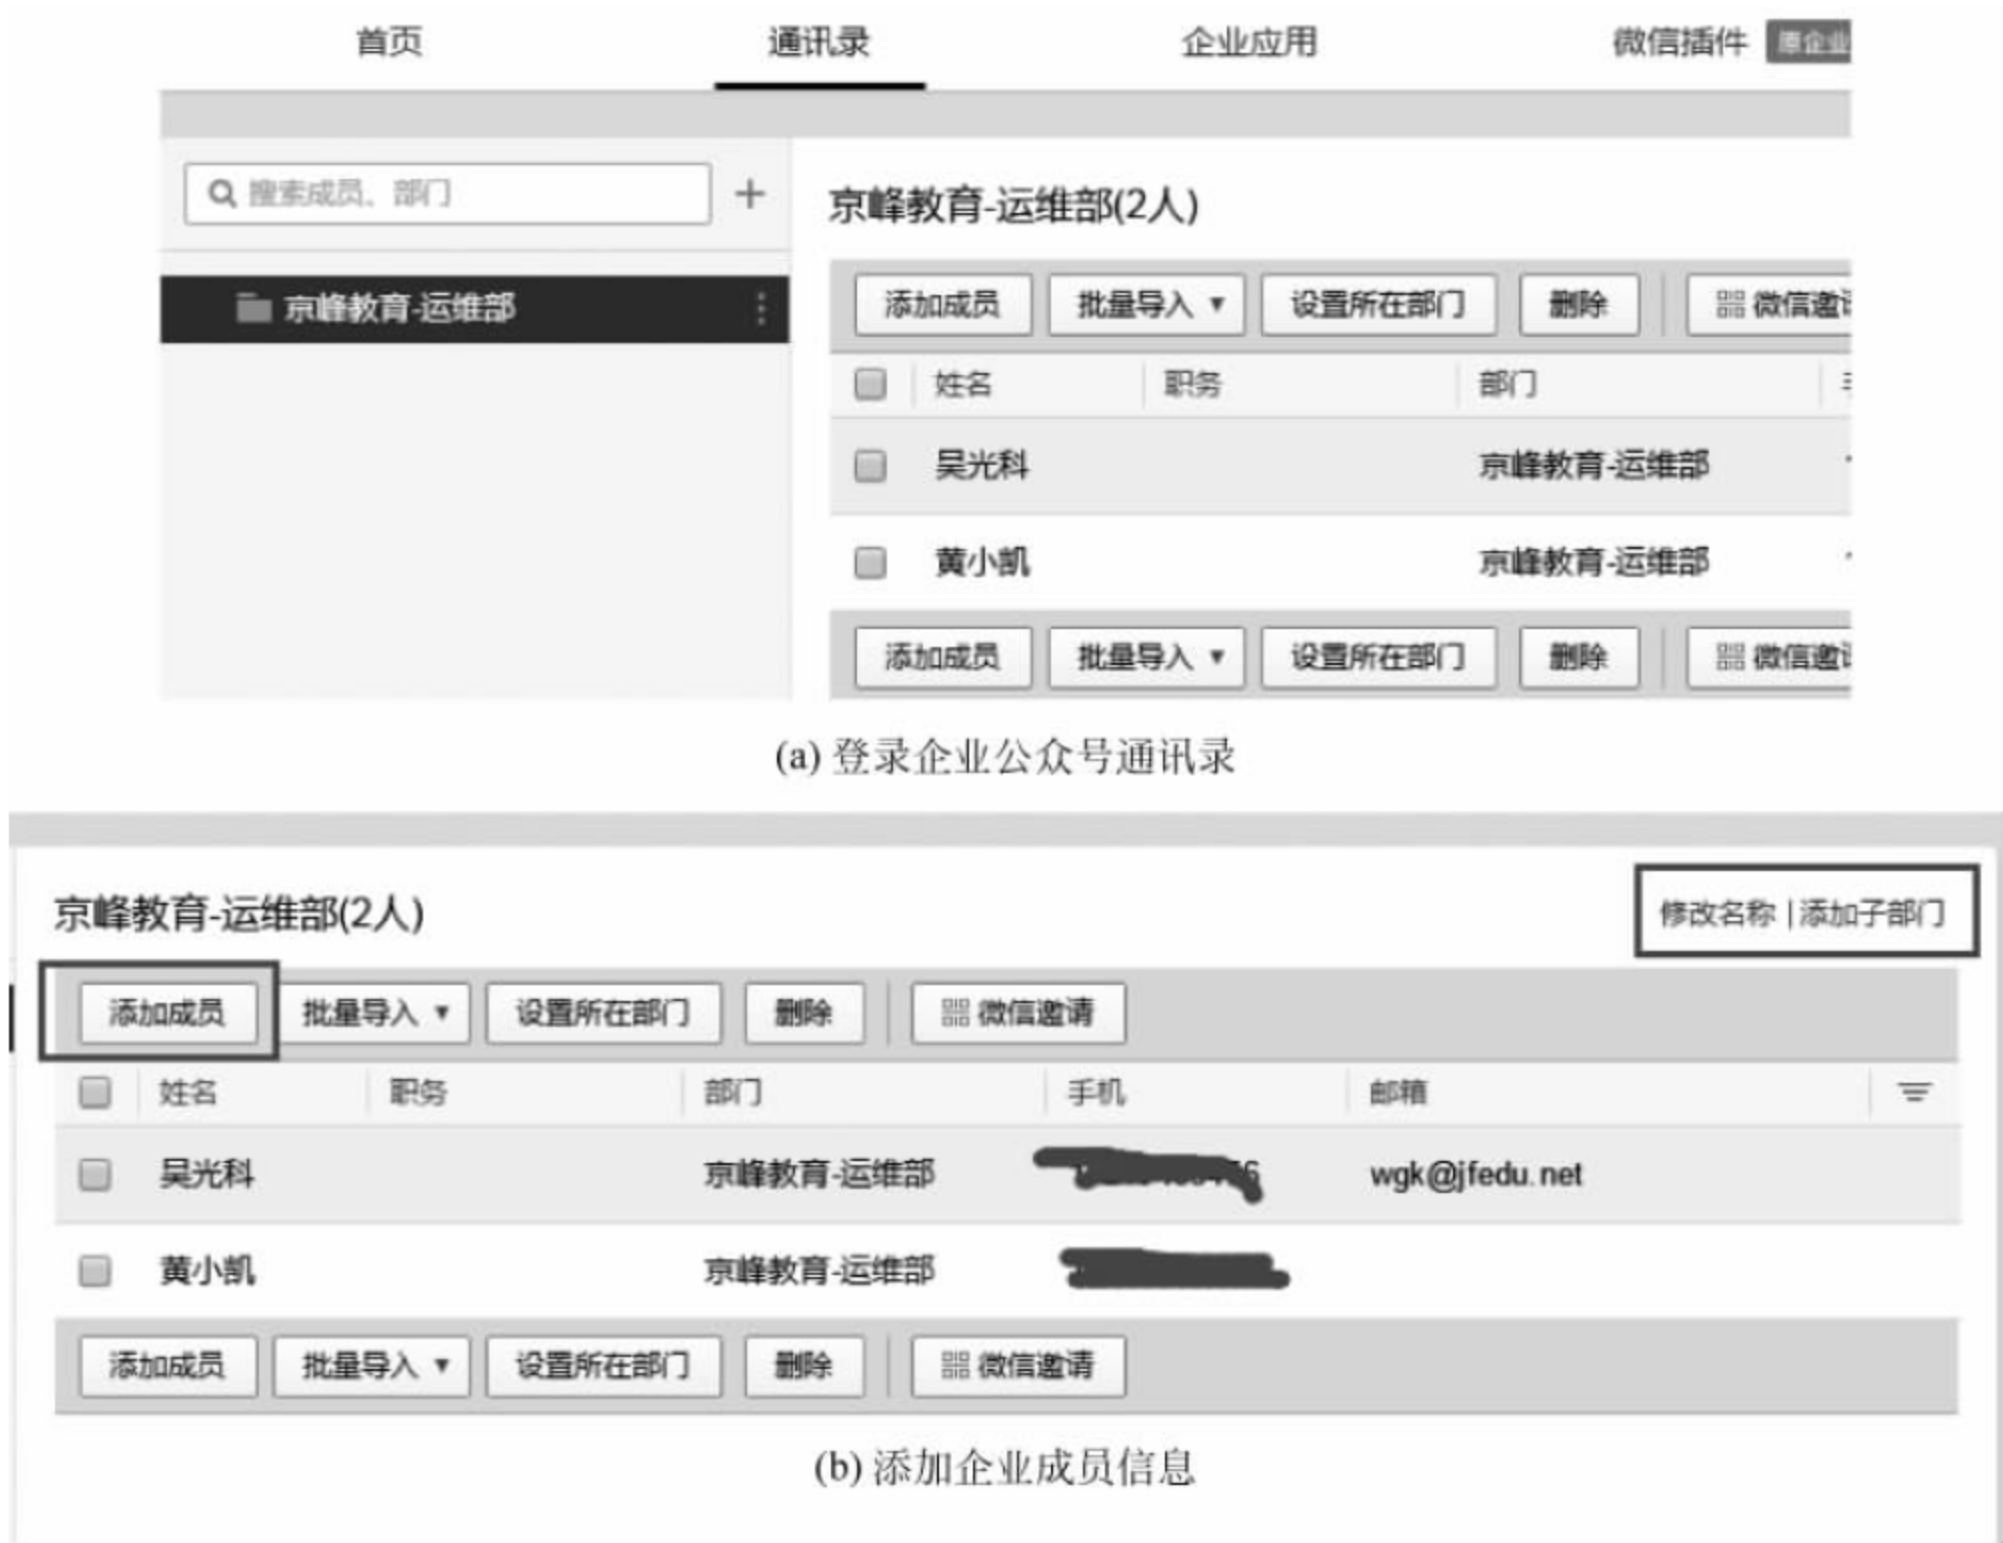 首页 通讯录 企业应用 微信插件 原企业
搜索成员、部门
京峰教育-运维部
京峰教育-运维部(2人)
添加成员 批量导入 设置所在部门 删除 微信邀
姓名 职务 部门
吴光科 京峰教育-运维部
黄小凯 京峰教育-运维部
添加成员 批量导入 设置所在部门 删除 微信邀
(a) 登录企业公众号通讯录
京峰教育-运维部(2人)
修改名称 | 添加子部门
添加成员 批量导入 设置所在部门 删除 微信邀请
姓名 职务 部门 手机 邮箱
吴光科 京峰教育-运维部 wgk@jfedu.net
黄小凯 京峰教育-运维部
添加成员 批量导入 设置所在部门 删除 微信邀请
(b) 添加企业成员信息